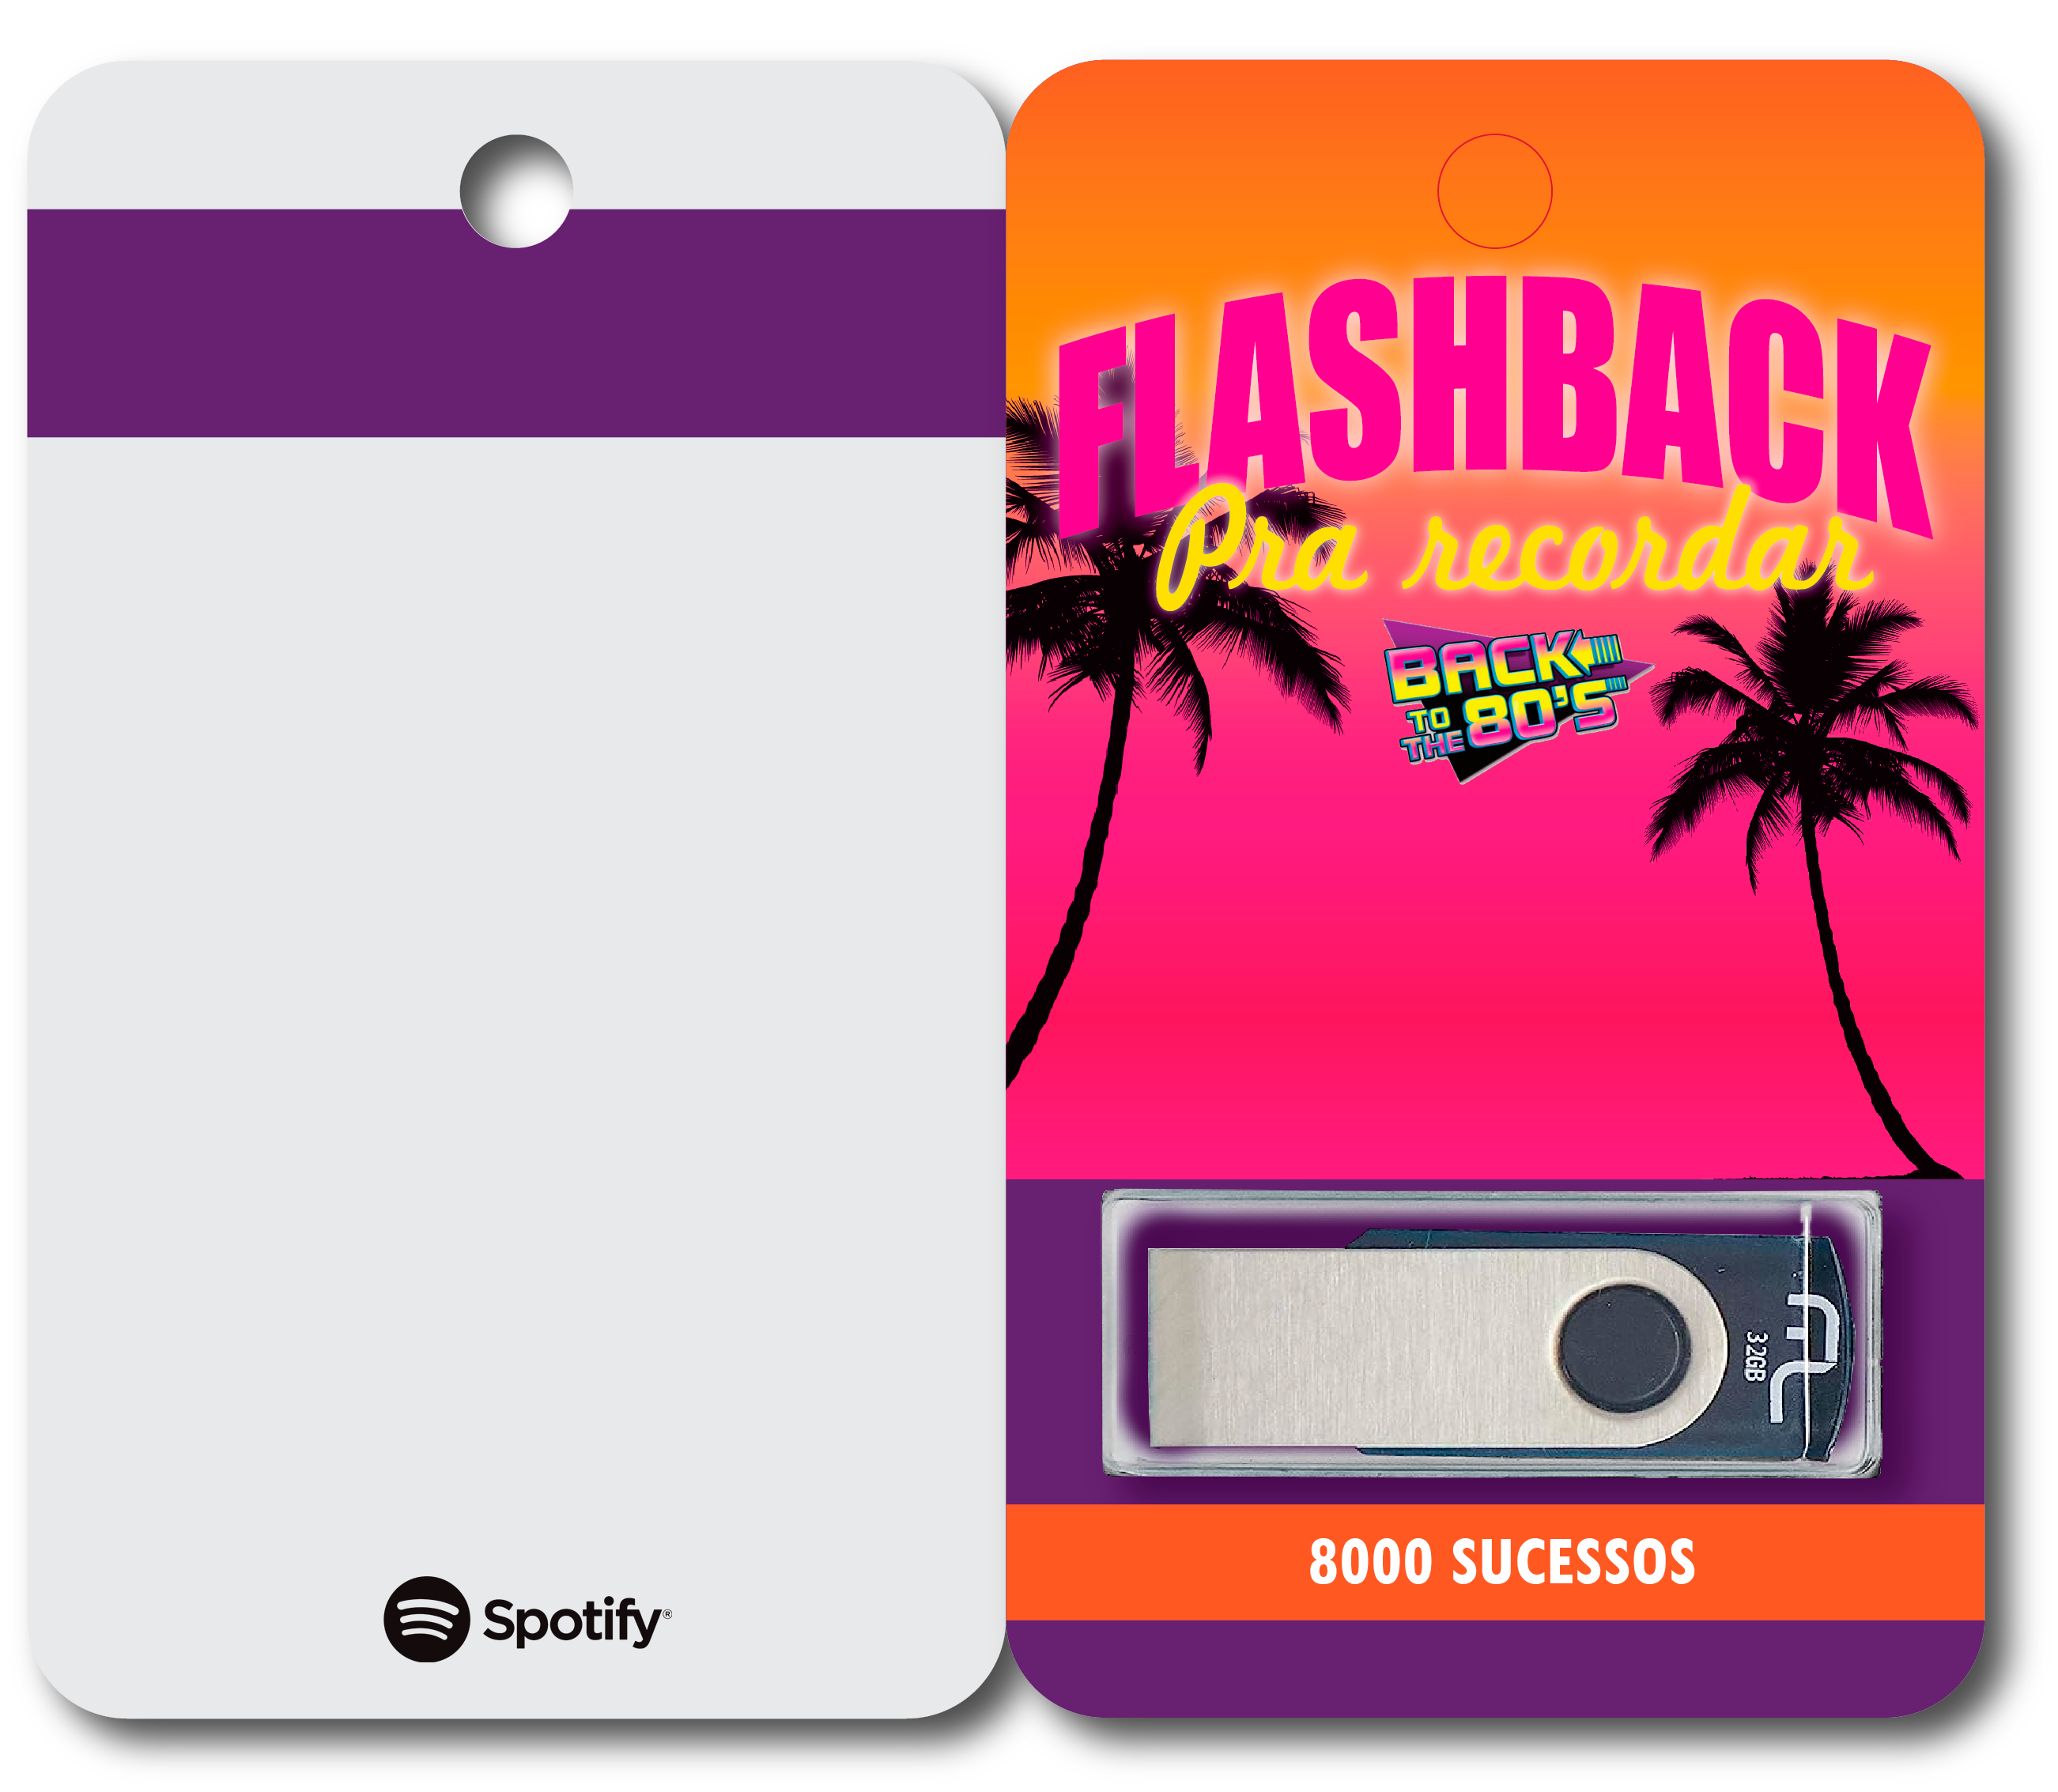 FLASHBACK
Pra recordar
BACK
TO THE 80'S
32GB
8000 SUCESSOS
Spotify®